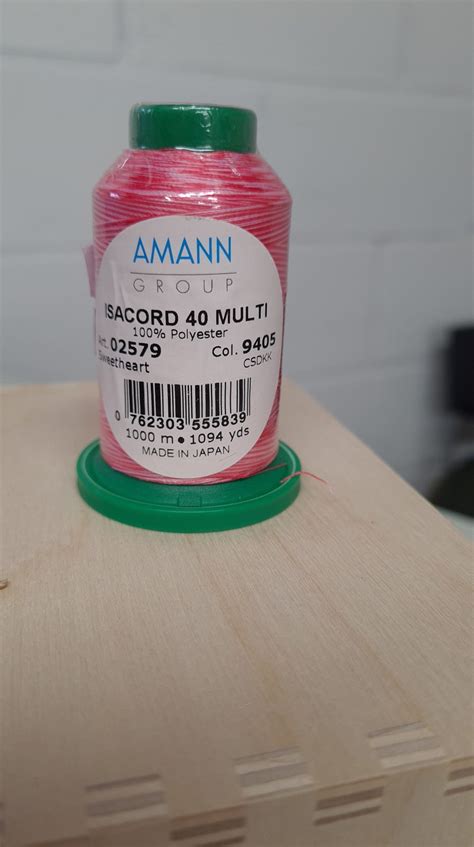 AMANN
GROUP
ISACORD 40 MULTI
100% Polyester
Art. 02579 Col. 9405
Sweetheart CSDKK
0 762303 555839
1000 m • 1094 yds
MADE IN JAPAN